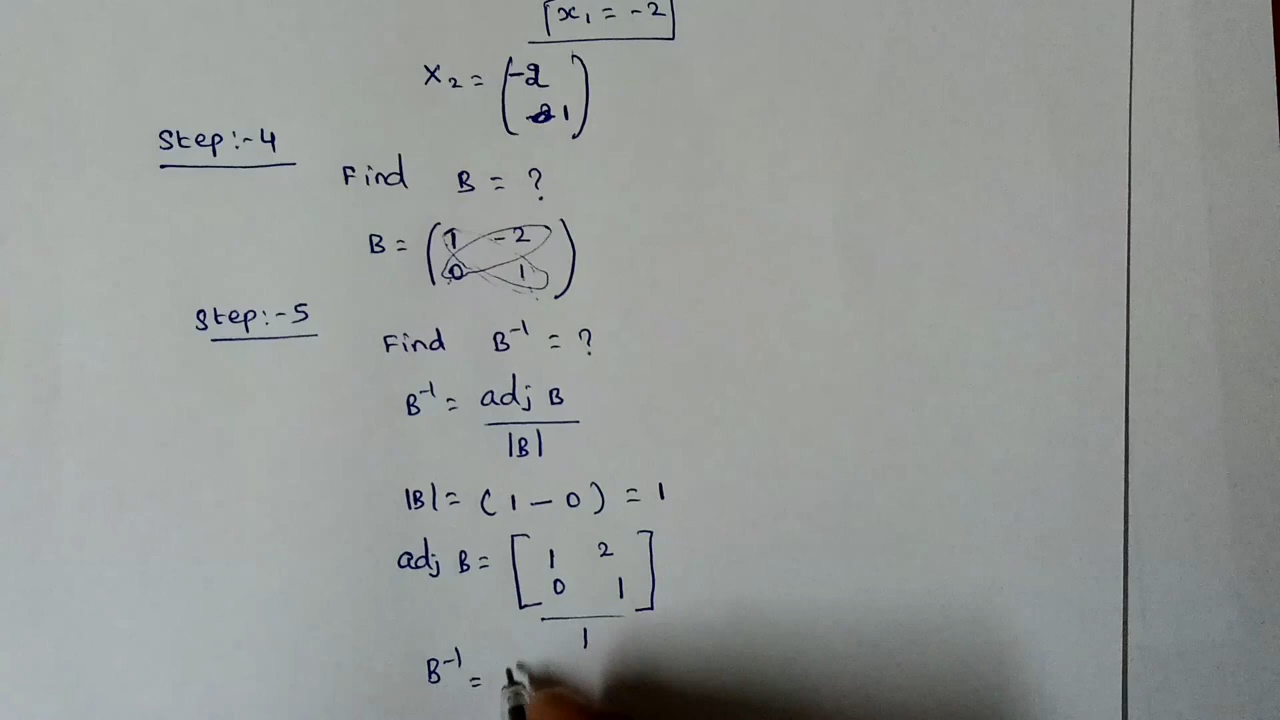 x₁ = -2
X₂ = (-2
1)
Step:-4
Find B = ?
B = (1 -2
0 1)
Step:-5
Find B⁻¹ = ?
B⁻¹ = adj B
|B|
|B| = (1 - 0) = 1
adj B = [1 2
0 1]
1
B⁻¹ =